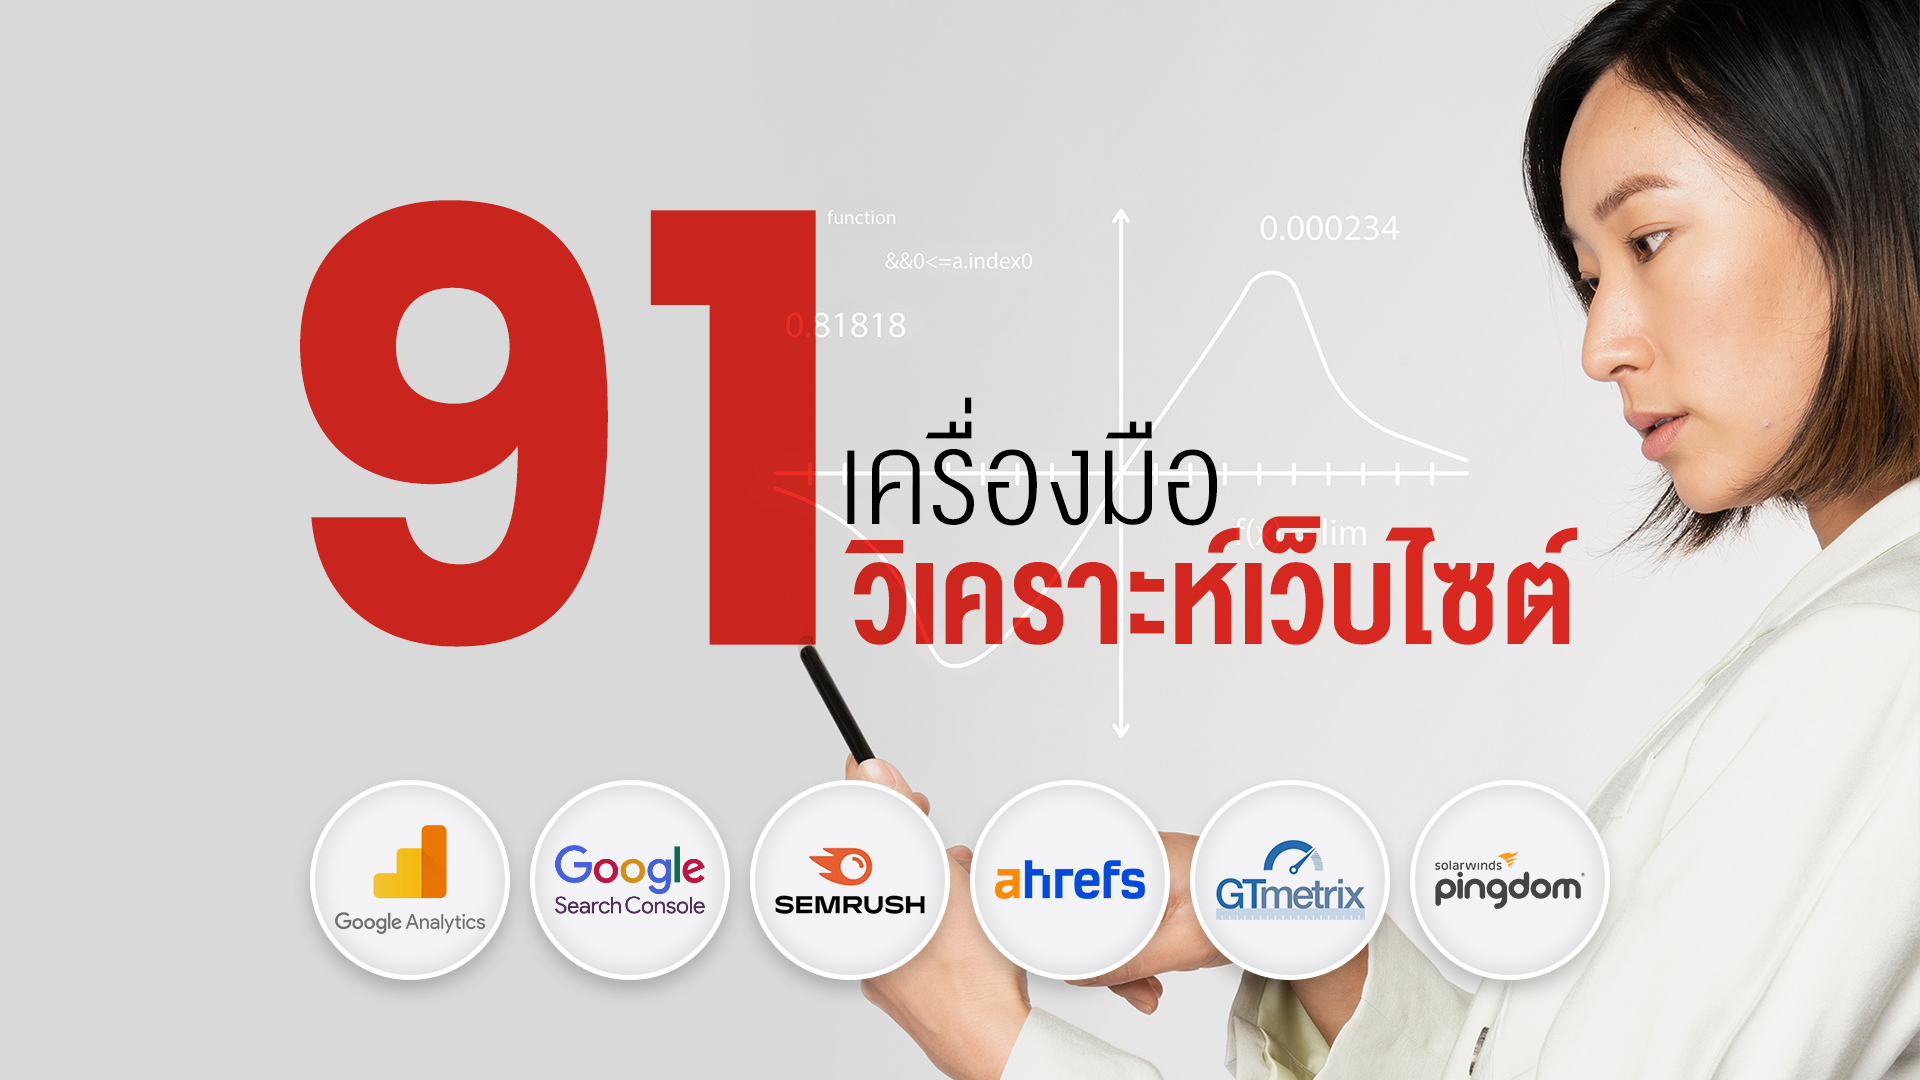 91
function
&&0<=a.index0
0.000234
0.81818
เครื่องมือ
วิเคราะห์เว็บไซต์
Google Analytics
Google
Search Console
SEMRUSH
ahrefs
GTmetrix
solarwinds
pingdom